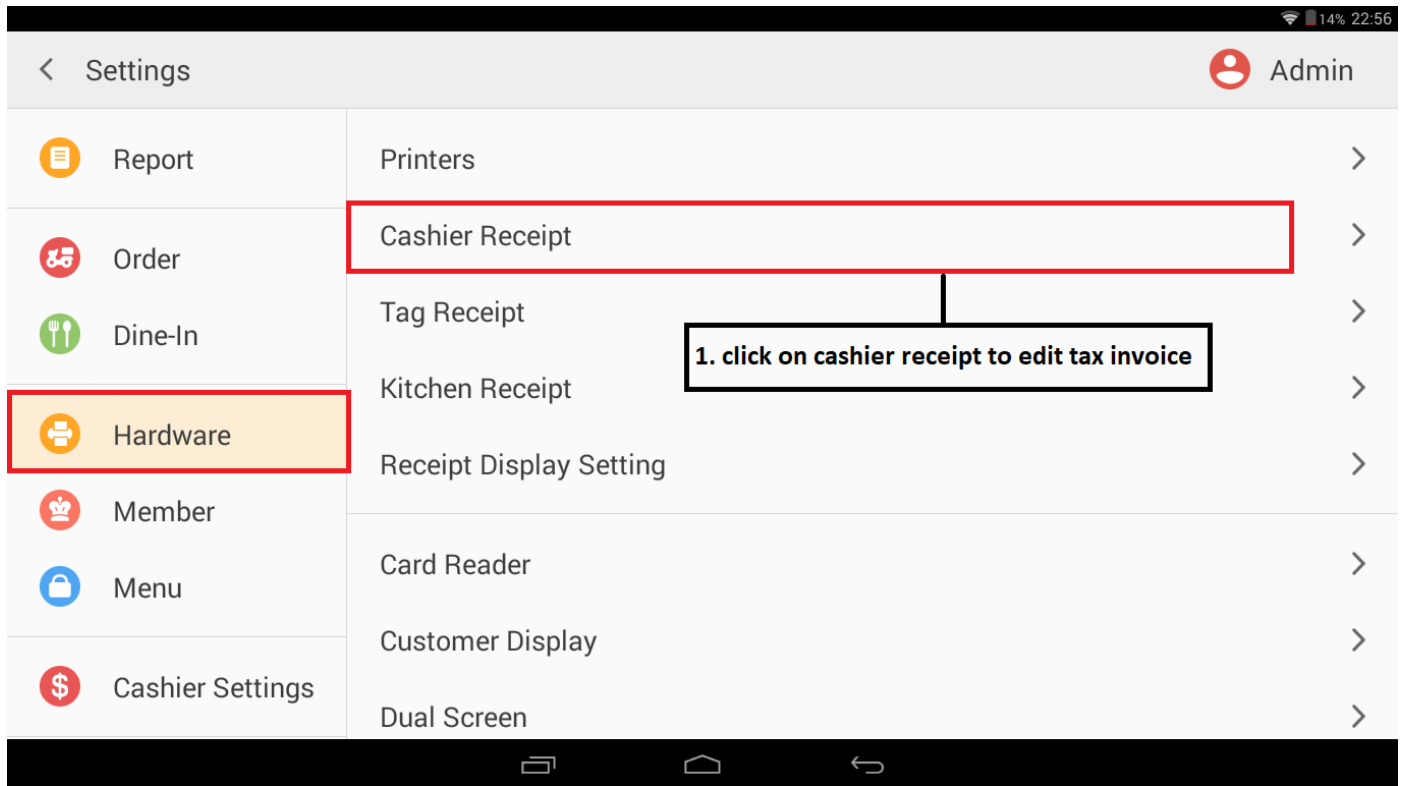 14% 22:56
Settings
Admin
Report
Order
Dine-In
Hardware
Member
Menu
Cashier Settings
Printers
Cashier Receipt
Tag Receipt
1. click on cashier receipt to edit tax invoice
Kitchen Receipt
Receipt Display Setting
Card Reader
Customer Display
Dual Screen